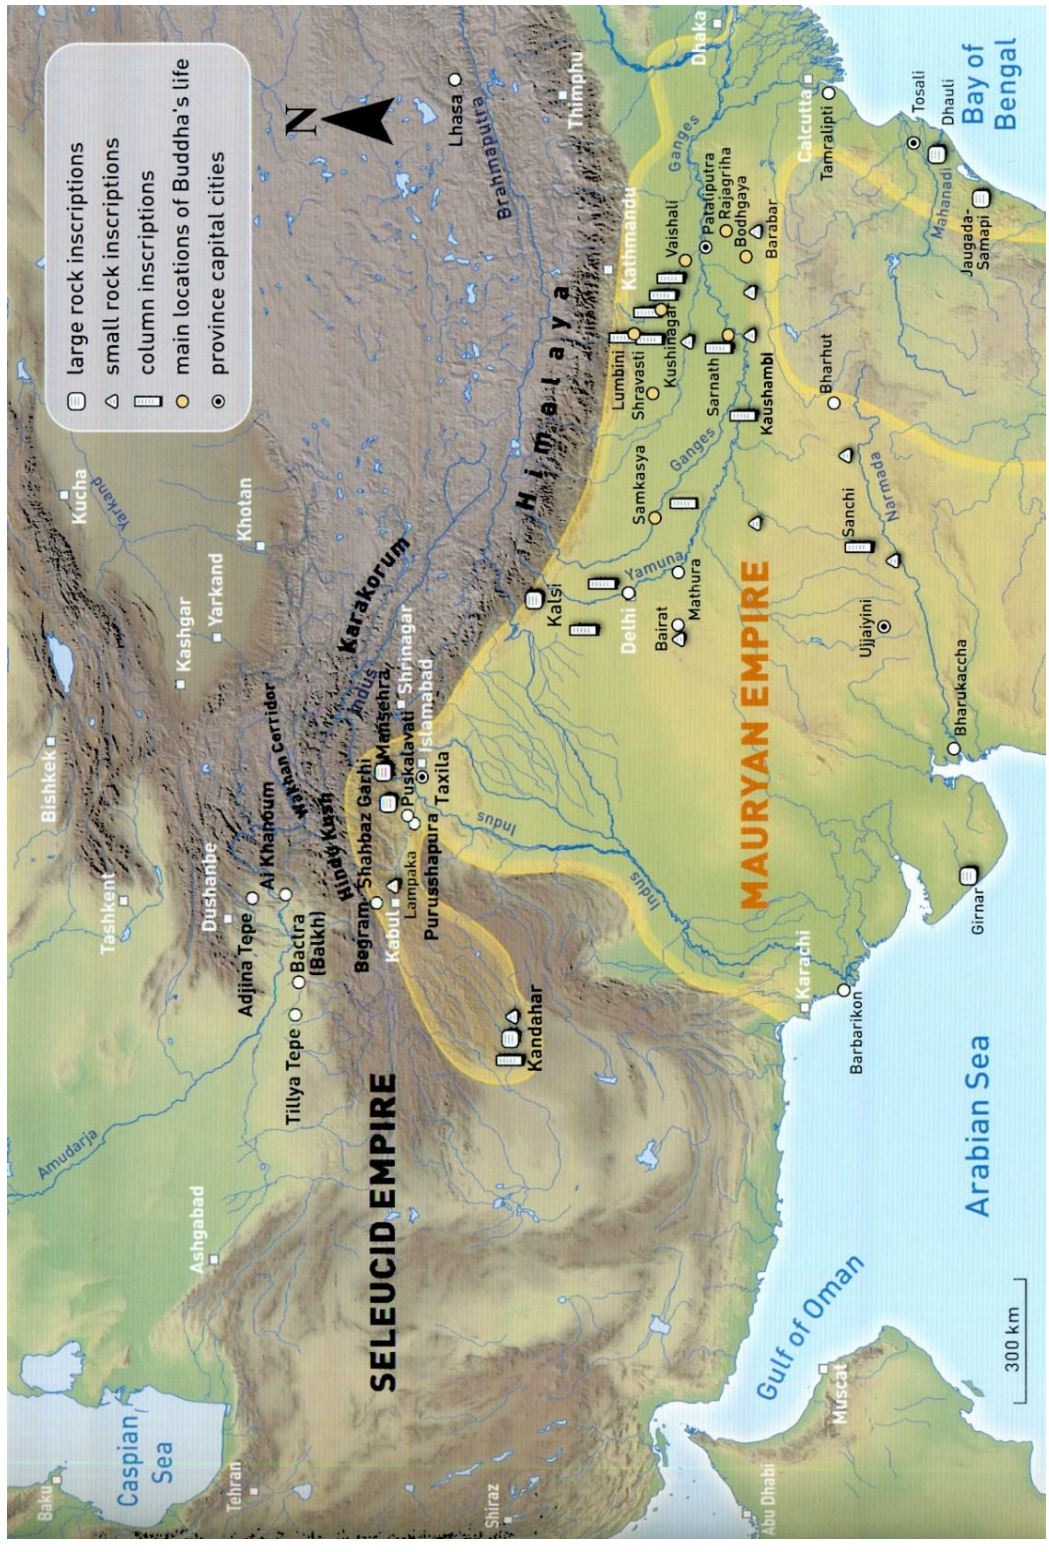 large rock inscriptions
small rock inscriptions
column inscriptions
main locations of Buddha's life
province capital cities
N
Baku
Caspian
Sea
Tehran
Shiraz
Abu Dhabi
Muscat
Gulf of Oman
300 km
Arabian Sea
Ashgabad
Amudarja
SELEUCID EMPIRE
Tashkent
Bishkek
Dushanbe
Adjina Tepe
Ai Khanoum
Tillya Tepe
Bactra
(Balkh)
Wakhan Corridor
Hindu Kush
Karakorum
Kashgar
Yarkand
Kucha
Yarkand
Khotan
Begram
Shahbaz Garhi
Mansehra
Indus
Kabul
Lampaka
Puskalavati
Purusshapura
Taxila
Islamabad
Shrinagar
Kandahar
Indus
Indus
Karachi
Barbarikon
Girnar
MAURYAN EMPIRE
Himalaya
Lhasa
Brahmaputra
Thimphu
Kathmandu
Dhaka
Kalsi
Delhi
Yamuna
Bairat
Mathura
Samkasya
Ganges
Lumbini
Shravasti
Kushinagar
Vaishali
Ganges
Sarnath
Pataliputra
Rajagriha
Bodhgaya
Barabar
Kaushambi
Calcutta
Tamralipti
Bharhut
Sanchi
Narmada
Ujjaiyini
Bharukaccha
Tosali
Dhauli
Mahanadi
Jaugada-
Samapi
Bay of
Bengal